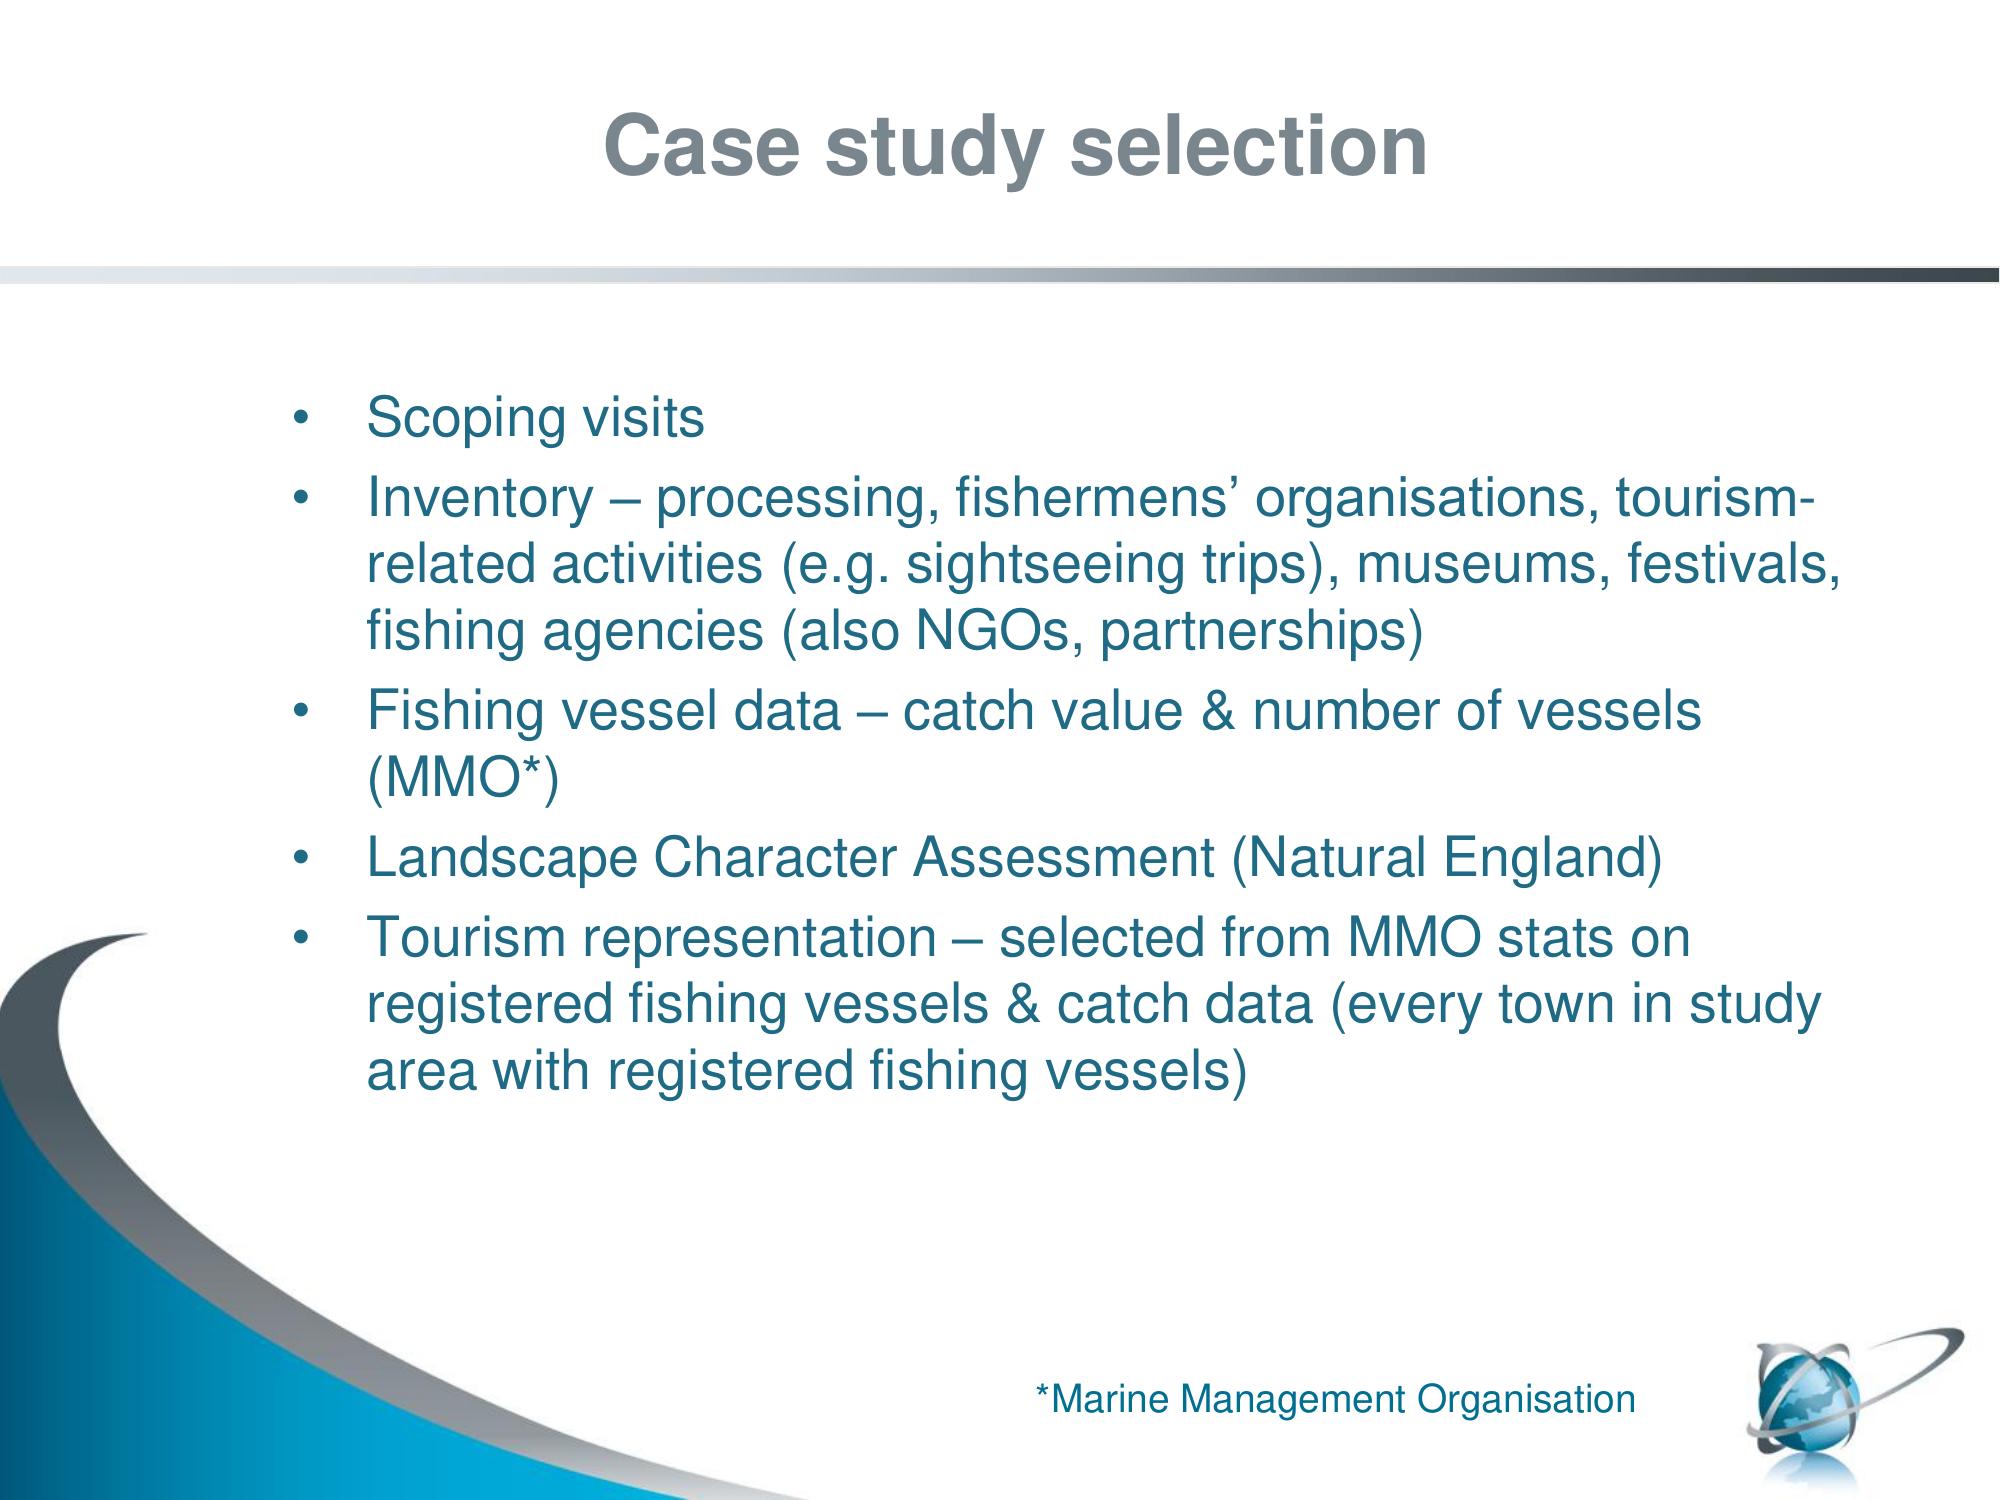 Case study selection
• Scoping visits
• Inventory – processing, fishermens’ organisations, tourism-
related activities (e.g. sightseeing trips), museums, festivals,
fishing agencies (also NGOs, partnerships)
• Fishing vessel data – catch value & number of vessels
(MMO*)
• Landscape Character Assessment (Natural England)
• Tourism representation – selected from MMO stats on
registered fishing vessels & catch data (every town in study
area with registered fishing vessels)
*Marine Management Organisation